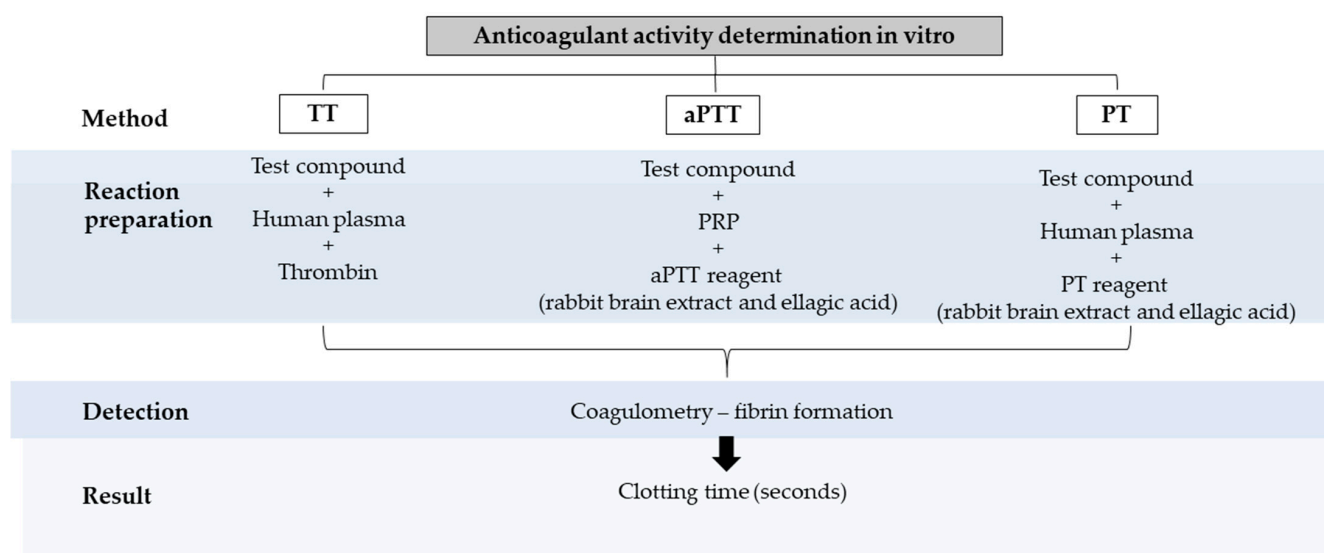 Anticoagulant activity determination in vitro
Method
TT
aPTT
PT
Reaction
preparation
Test compound
+
Human plasma
+
Thrombin
Test compound
+
PRP
+
aPTT reagent
(rabbit brain extract and ellagic acid)
Test compound
+
Human plasma
+
PT reagent
(rabbit brain extract and ellagic acid)
Detection
Coagulometry – fibrin formation
Result
Clotting time (seconds)